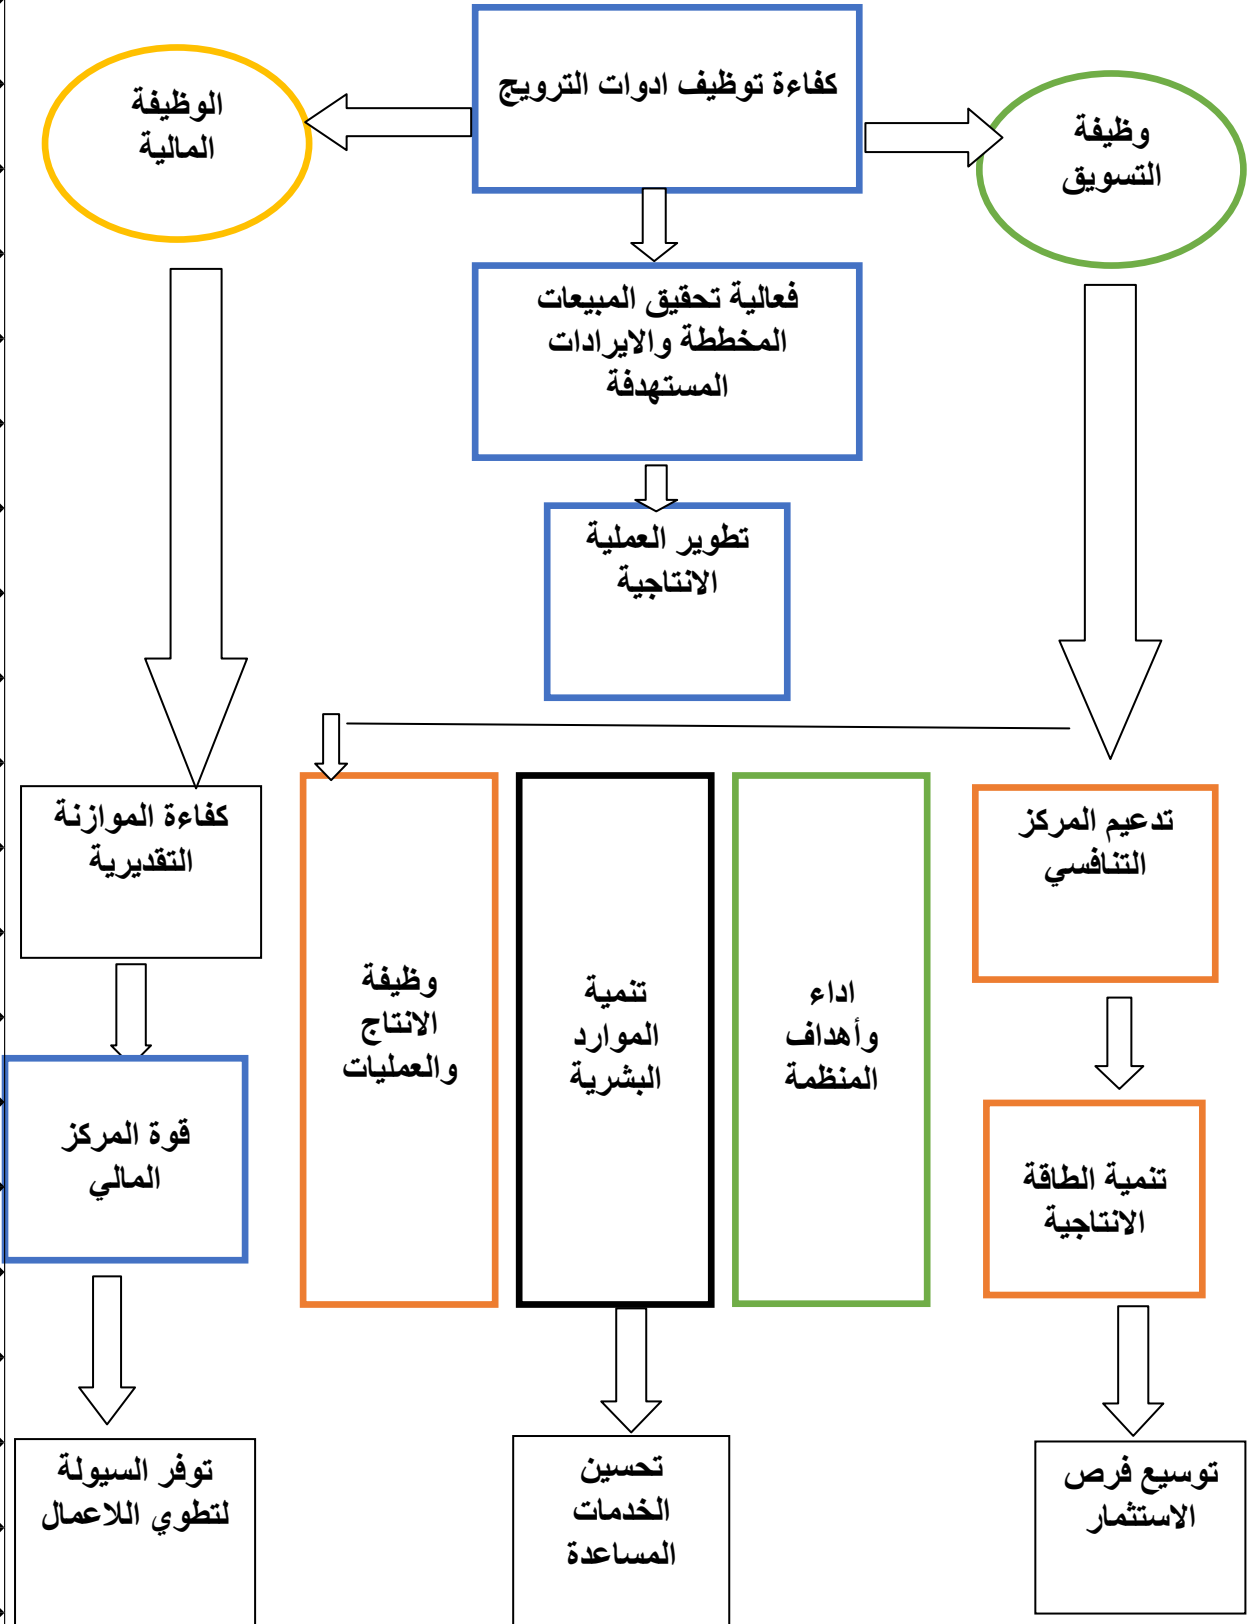 كفاءة توظيف ادوات الترويج
وظيفة
التسويق
الوظيفة
المالية
فعالية تحقيق المبيعات
المخططة والايرادات
المستهدفة
تطوير العملية
الانتاجية
تدعيم المركز
التنافسي
اداء
وأهداف
المنظمة
تنمية
الموارد
البشرية
وظيفة
الانتاج
والعمليات
كفاءة الموازنة
التقديرية
تنمية الطاقة
الانتاجية
قوة المركز
المالي
توسيع فرص
الاستثمار
تحسين
الخدمات
المساعدة
توفر السيولة
لتطوي اللاعمال